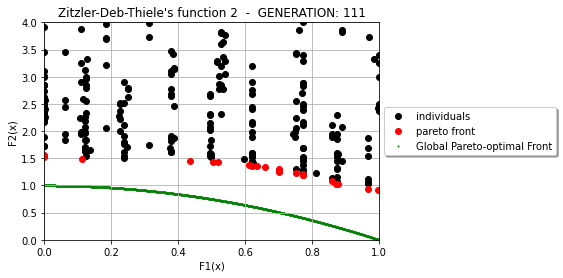 Zitzler-Deb-Thiele's function 2 - GENERATION: 111
F2(x)
4.0
3.5
3.0
2.5
2.0
1.5
1.0
0.5
0.0
0.0 0.2 0.4 0.6 0.8 1.0
F1(x)
individuals
pareto front
Global Pareto-optimal Front